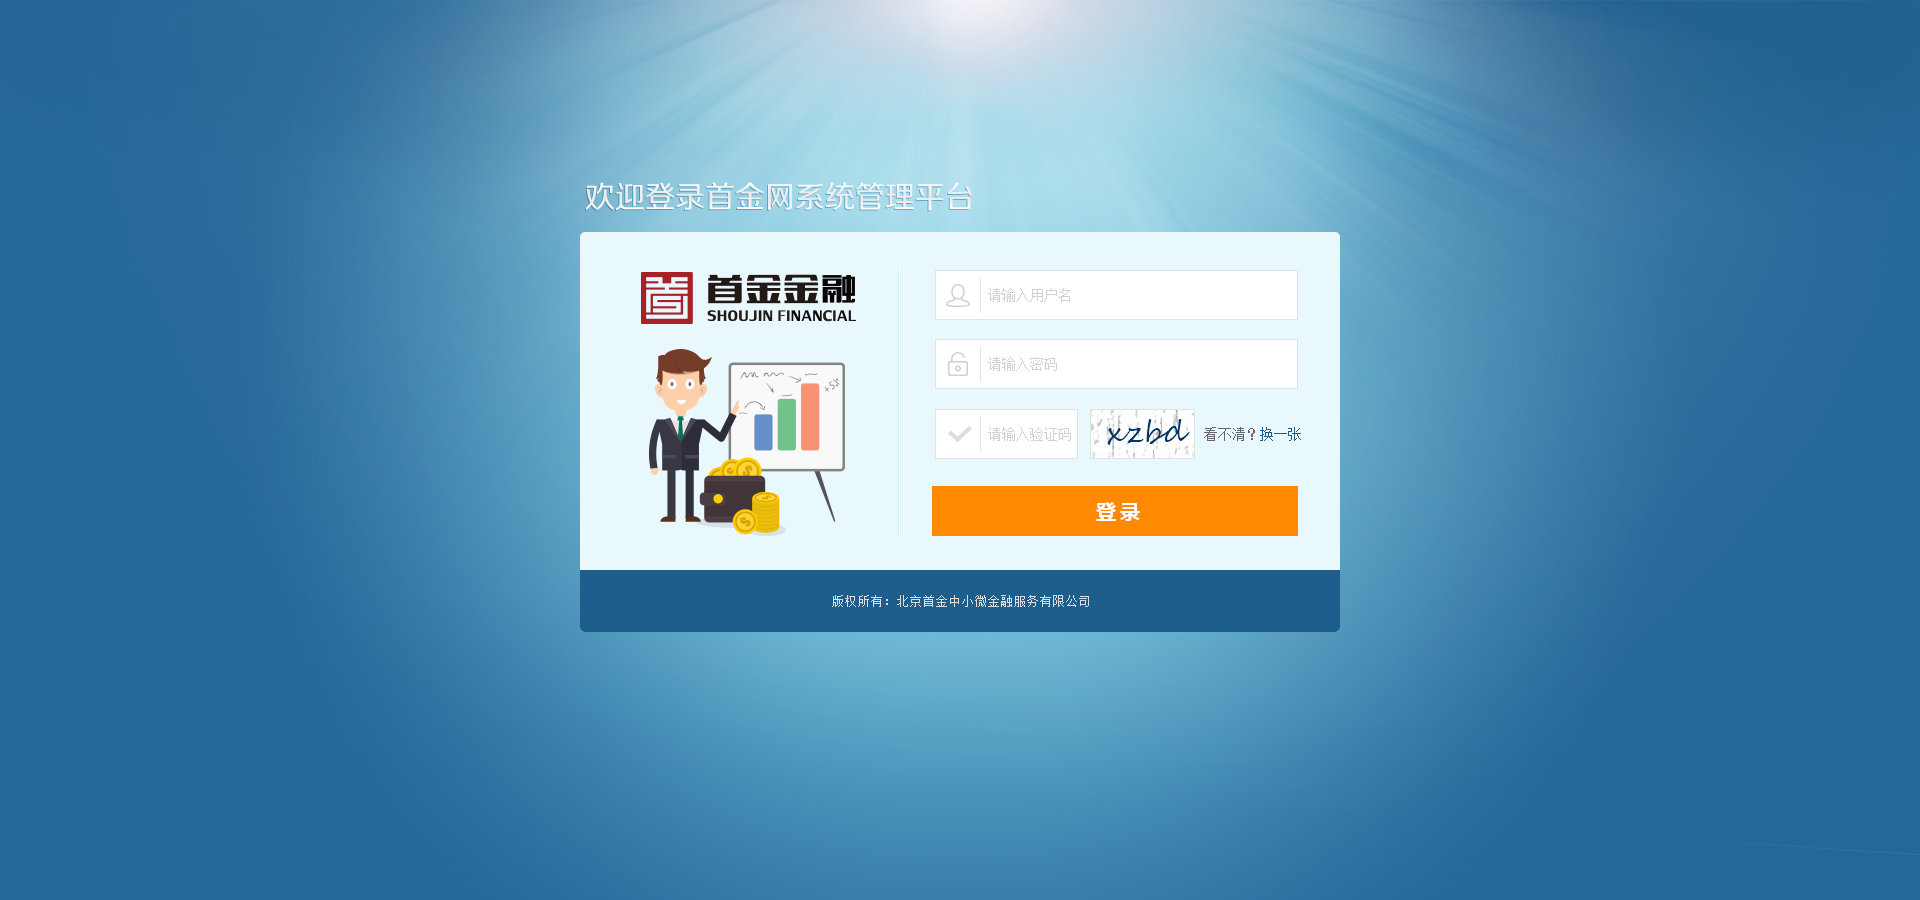 欢迎登录首金网系统管理平台
首金金融
SHOUJIN FINANCIAL
+5%
请输入用户名
请输入密码
请输入验证码
xzbd
看不清？换一张
登录
版权所有：北京首金中小微金融服务有限公司